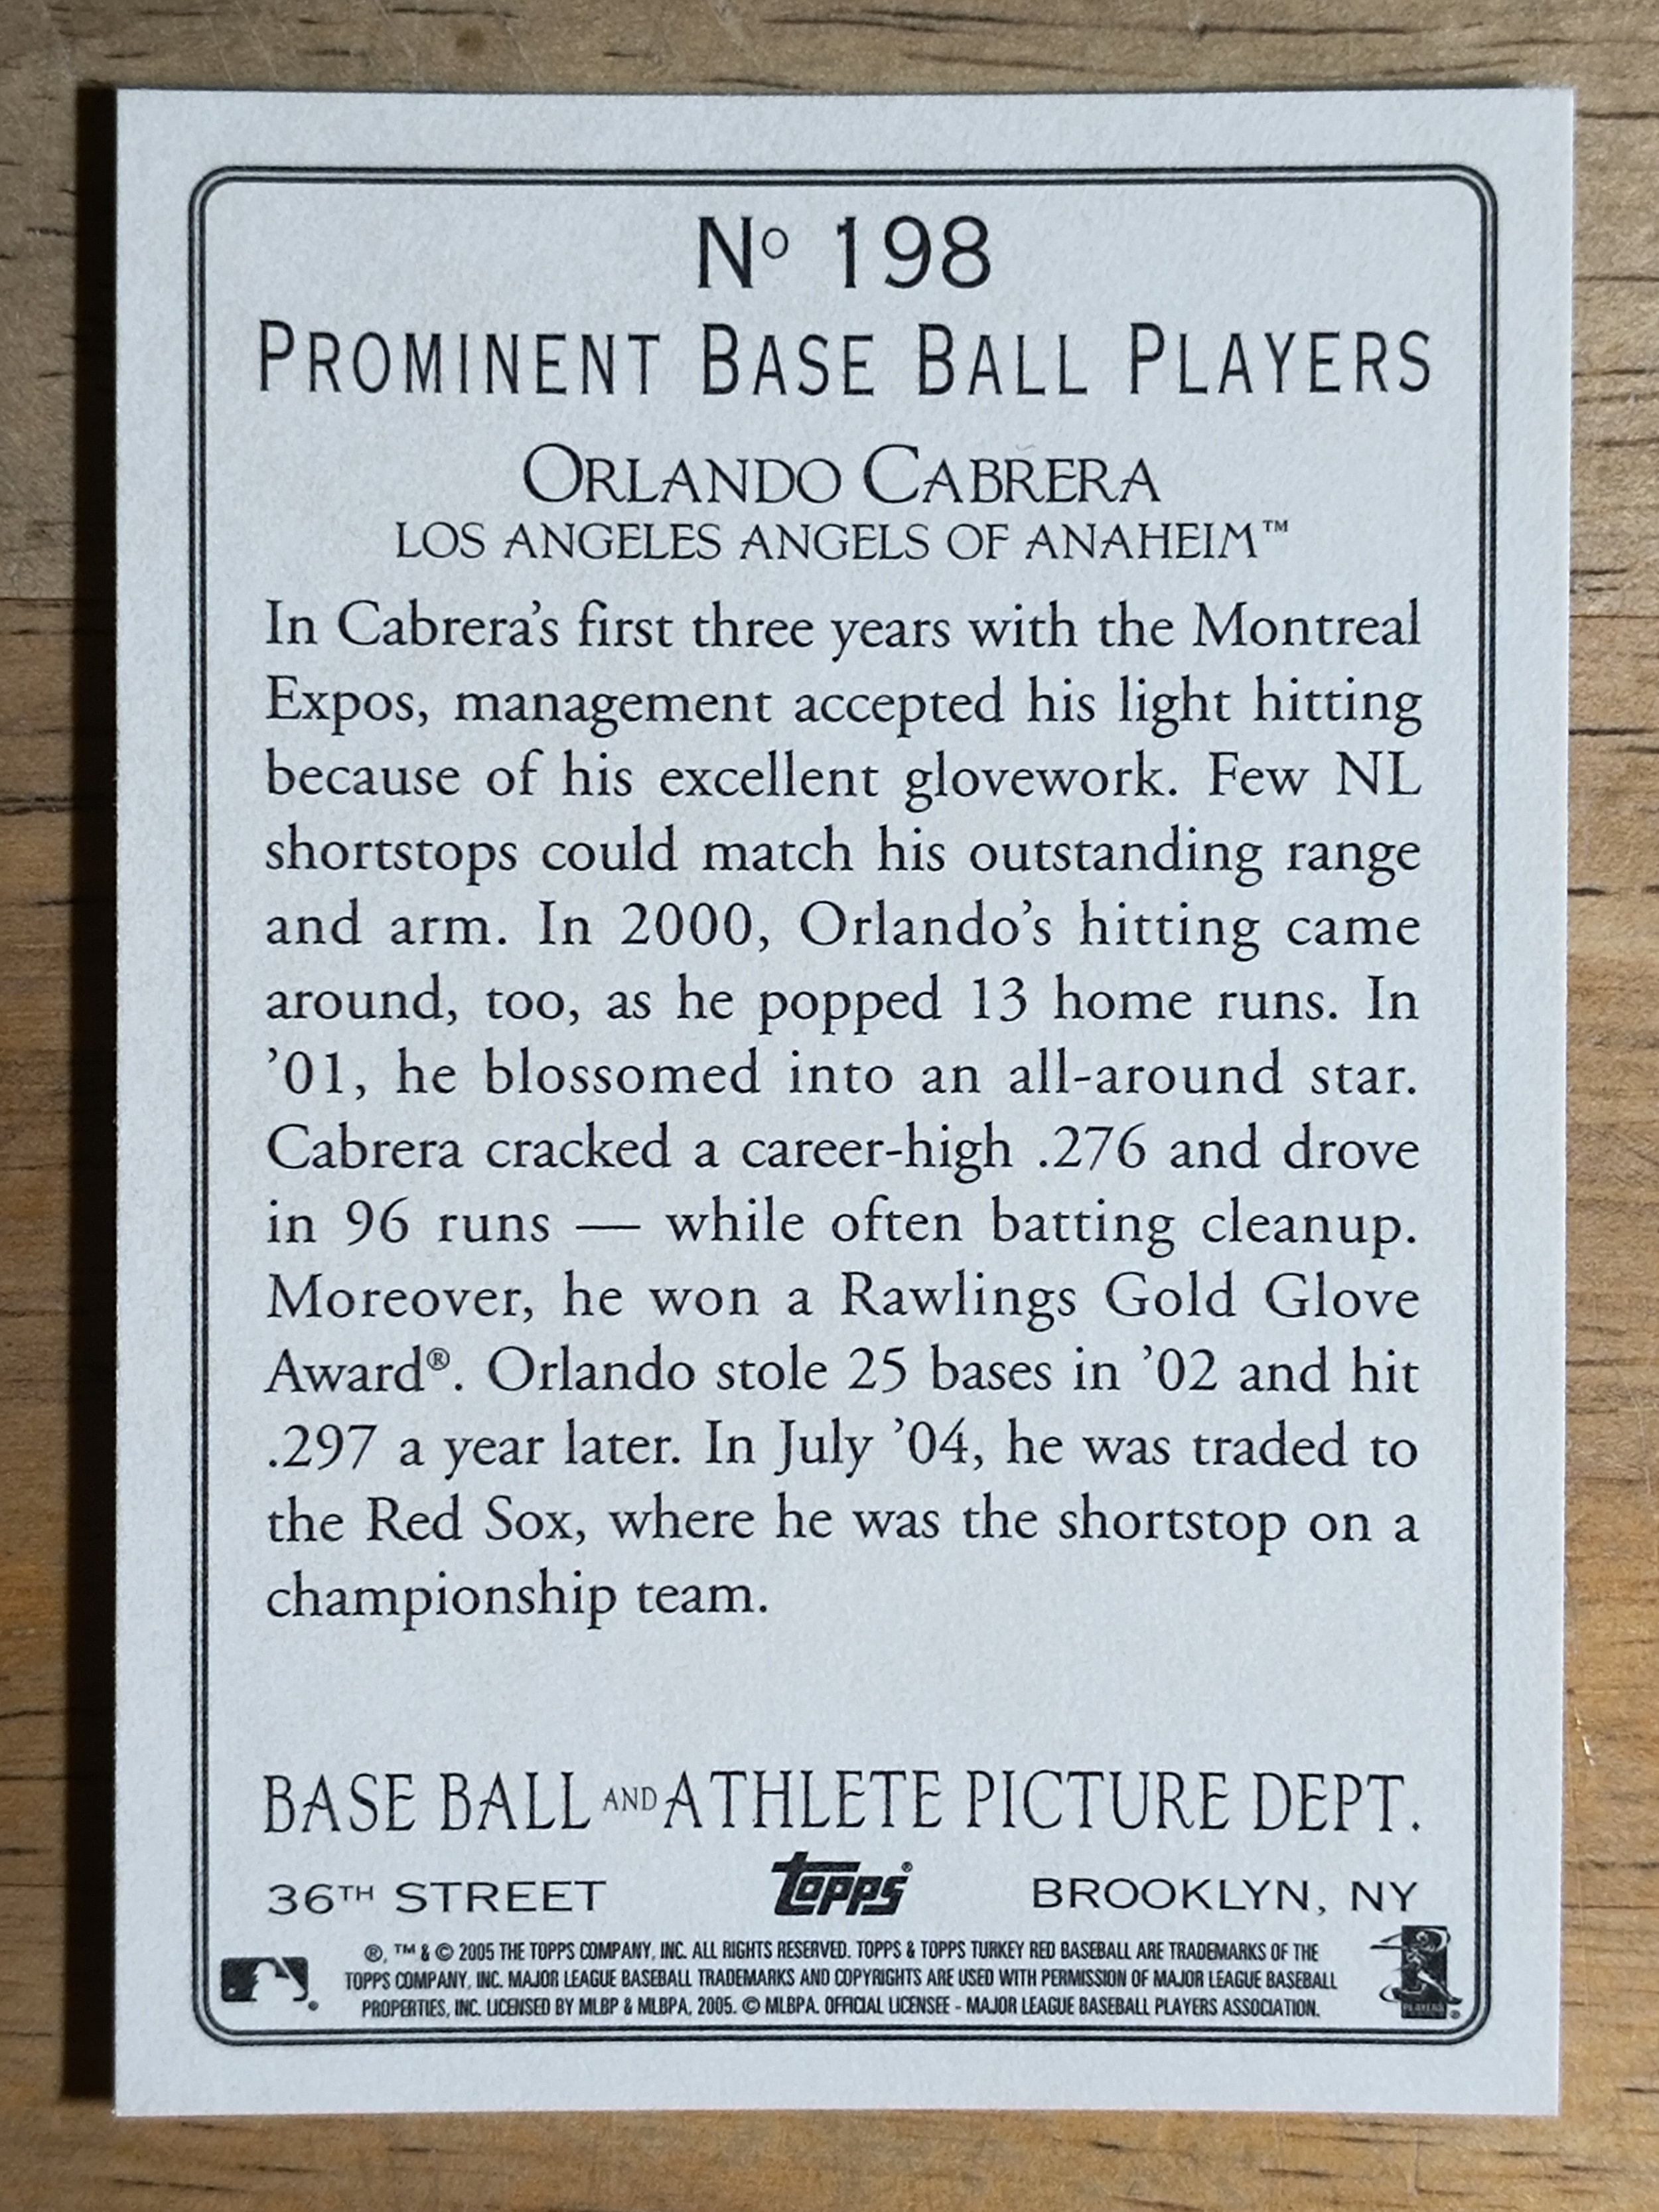 Nº 198
PROMINENT BASE BALL PLAYERS
ORLANDO CABRERA
LOS ANGELES ANGELS OF ANAHEIM™
In Cabrera’s first three years with the Montreal
Expos, management accepted his light hitting
because of his excellent glovework. Few NL
shortstops could match his outstanding range
and arm. In 2000, Orlando’s hitting came
around, too, as he popped 13 home runs. In
’01, he blossomed into an all-around star.
Cabrera cracked a career-high .276 and drove
in 96 runs — while often batting cleanup.
Moreover, he won a Rawlings Gold Glove
Award®. Orlando stole 25 bases in ’02 and hit
.297 a year later. In July ’04, he was traded to
the Red Sox, where he was the shortstop on a
championship team.
BASE BALL AND ATHLETE PICTURE DEPT.
36TH STREET topps® BROOKLYN, NY
®, ™ & © 2005 THE TOPPS COMPANY, INC. ALL RIGHTS RESERVED. TOPPS & TOPPS TURKEY RED BASEBALL ARE TRADEMARKS OF THE
TOPPS COMPANY, INC. MAJOR LEAGUE BASEBALL TRADEMARKS AND COPYRIGHTS ARE USED WITH PERMISSION OF MAJOR LEAGUE BASEBALL
PROPERTIES, INC. LICENSED BY MLBP & MLBPA, 2005. © MLBPA. OFFICIAL LICENSEE - MAJOR LEAGUE BASEBALL PLAYERS ASSOCIATION.
PLAYERS